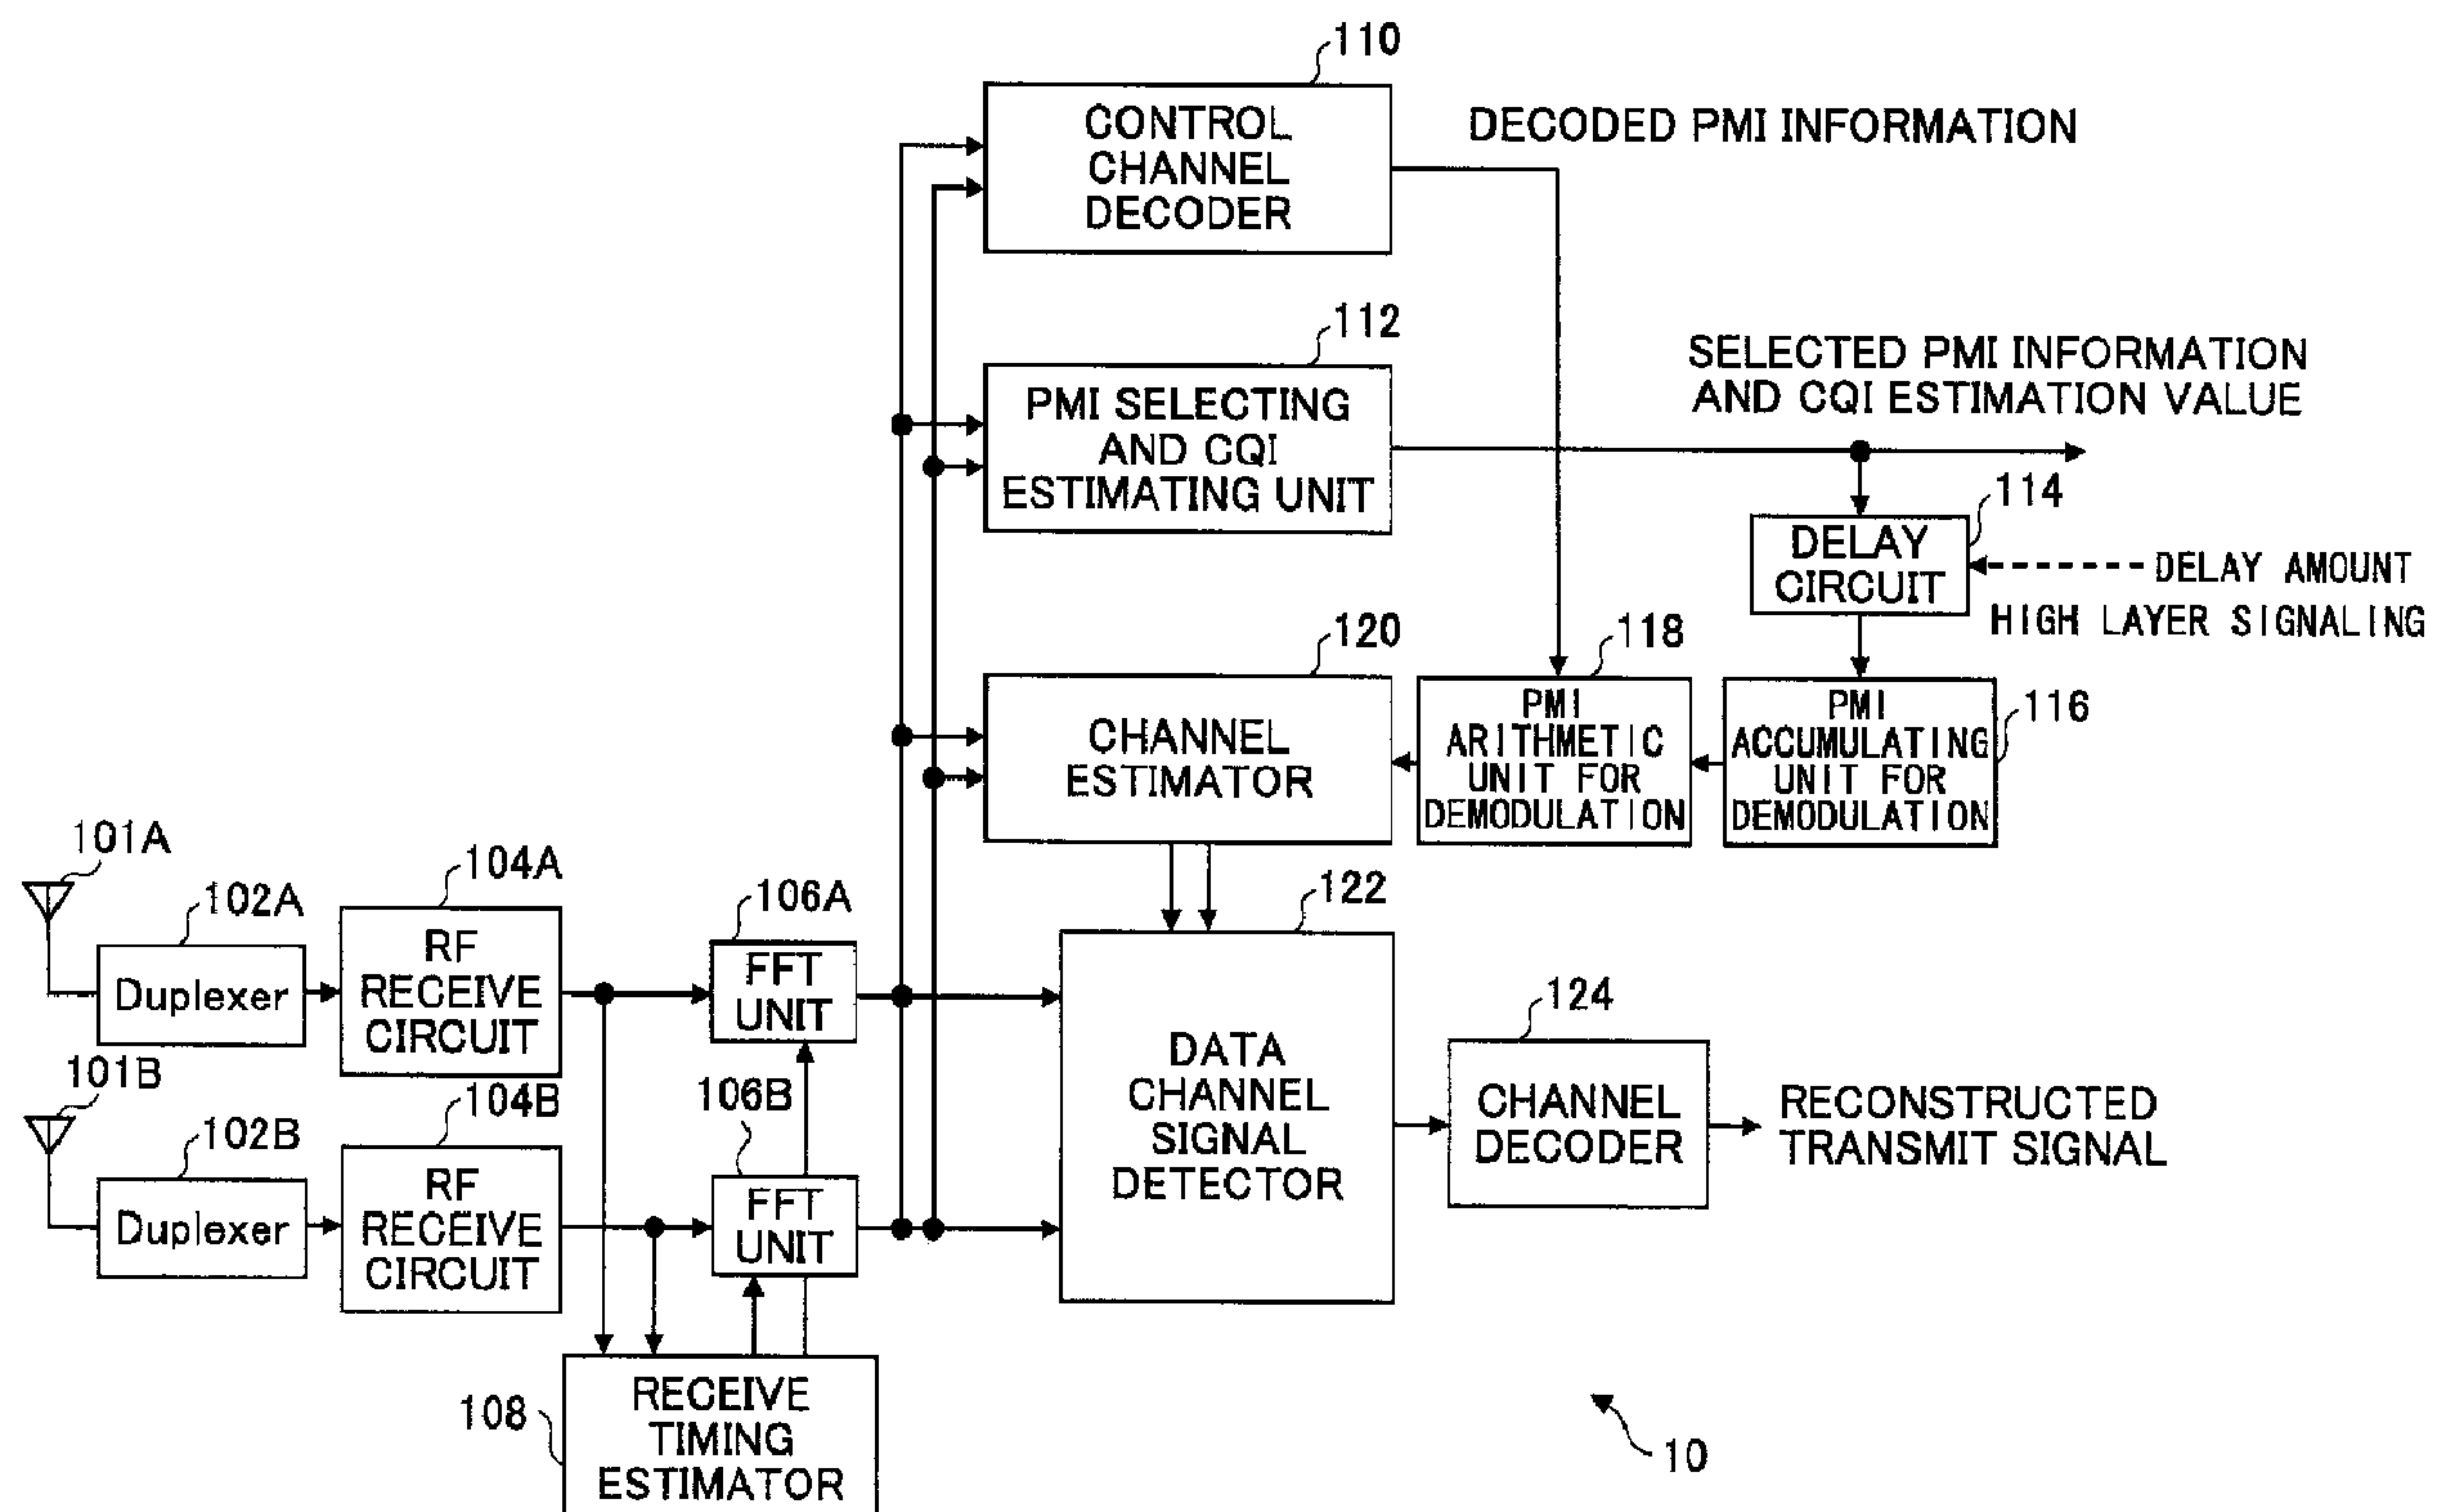 110
CONTROL
CHANNEL
DECODER
DECODED PMI INFORMATION
112
PMI SELECTING
AND CQI
ESTIMATING UNIT
SELECTED PMI INFORMATION
AND CQI ESTIMATION VALUE
114
DELAY
CIRCUIT
DELAY AMOUNT
HIGH LAYER SIGNALING
120
CHANNEL
ESTIMATOR
118
PMI
ARITHMETIC
UNIT FOR
DEMODULATION
PMI
ACCUMULATING
UNIT FOR
DEMODULATION
116
101A
102A
Duplexer
104A
RF
RECEIVE
CIRCUIT
106A
FFT
UNIT
122
DATA
CHANNEL
SIGNAL
DETECTOR
124
CHANNEL
DECODER
RECONSTRUCTED
TRANSMIT SIGNAL
101B
102B
Duplexer
104B
RF
RECEIVE
CIRCUIT
106B
FFT
UNIT
108
RECEIVE
TIMING
ESTIMATOR
10